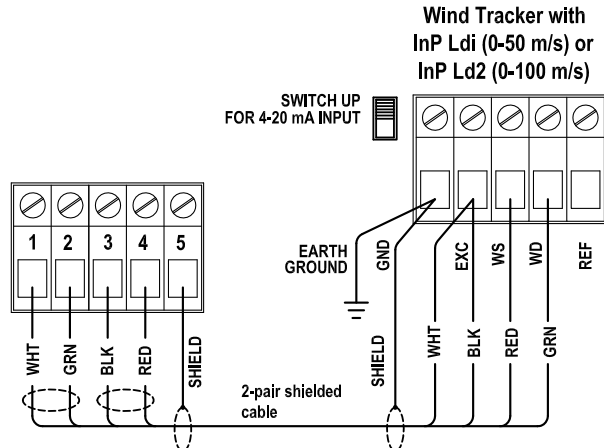 Wind Tracker with
InP Ldi (0-50 m/s) or
InP Ld2 (0-100 m/s)
SWITCH UP
FOR 4-20 mA INPUT
1 2 3 4 5
EARTH
GROUND
GND
EXC
WS
WD
REF
WHT
GRN
BLK
RED
SHIELD
2-pair shielded
cable
SHIELD
WHT
BLK
RED
GRN